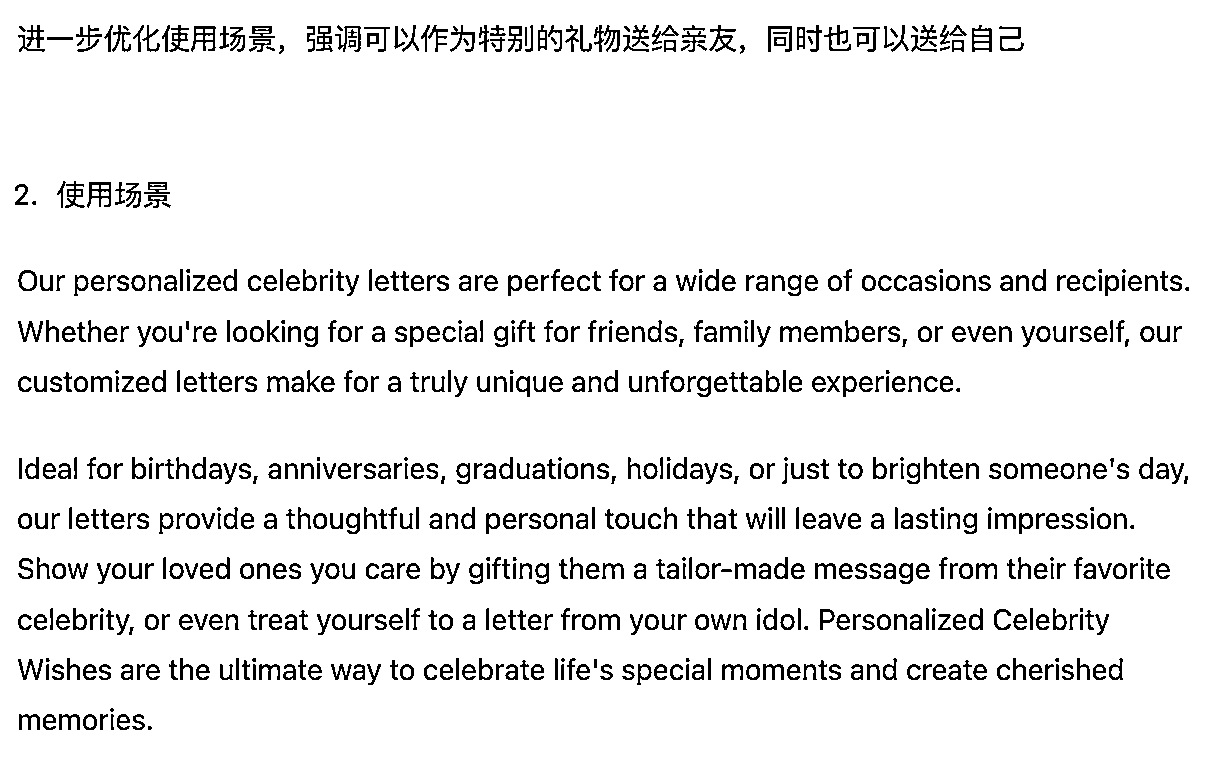 进一步优化使用场景，强调可以作为特别的礼物送给亲友，同时也可以送给自己
2. 使用场景
Our personalized celebrity letters are perfect for a wide range of occasions and recipients.
Whether you're looking for a special gift for friends, family members, or even yourself, our
customized letters make for a truly unique and unforgettable experience.
Ideal for birthdays, anniversaries, graduations, holidays, or just to brighten someone's day,
our letters provide a thoughtful and personal touch that will leave a lasting impression.
Show your loved ones you care by gifting them a tailor-made message from their favorite
celebrity, or even treat yourself to a letter from your own idol. Personalized Celebrity
Wishes are the ultimate way to celebrate life's special moments and create cherished
memories.